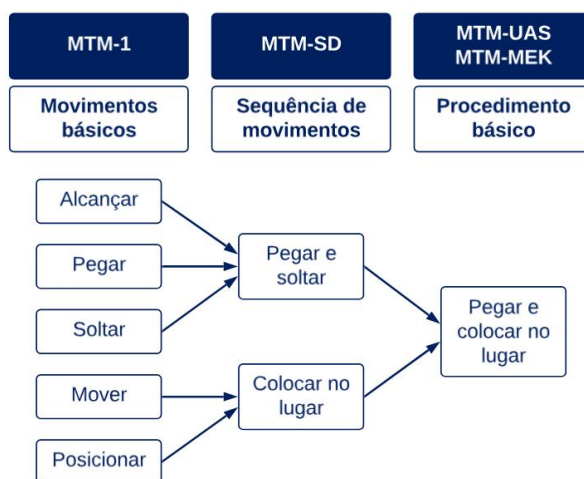 MTM-1
MTM-SD
MTM-UAS
MTM-MEK
Movimentos
básicos
Sequência de
movimentos
Procedimento
básico
Alcançar
Pegar
Soltar
Mover
Posicionar
Pegar e
soltar
Colocar no
lugar
Pegar e
colocar no
lugar